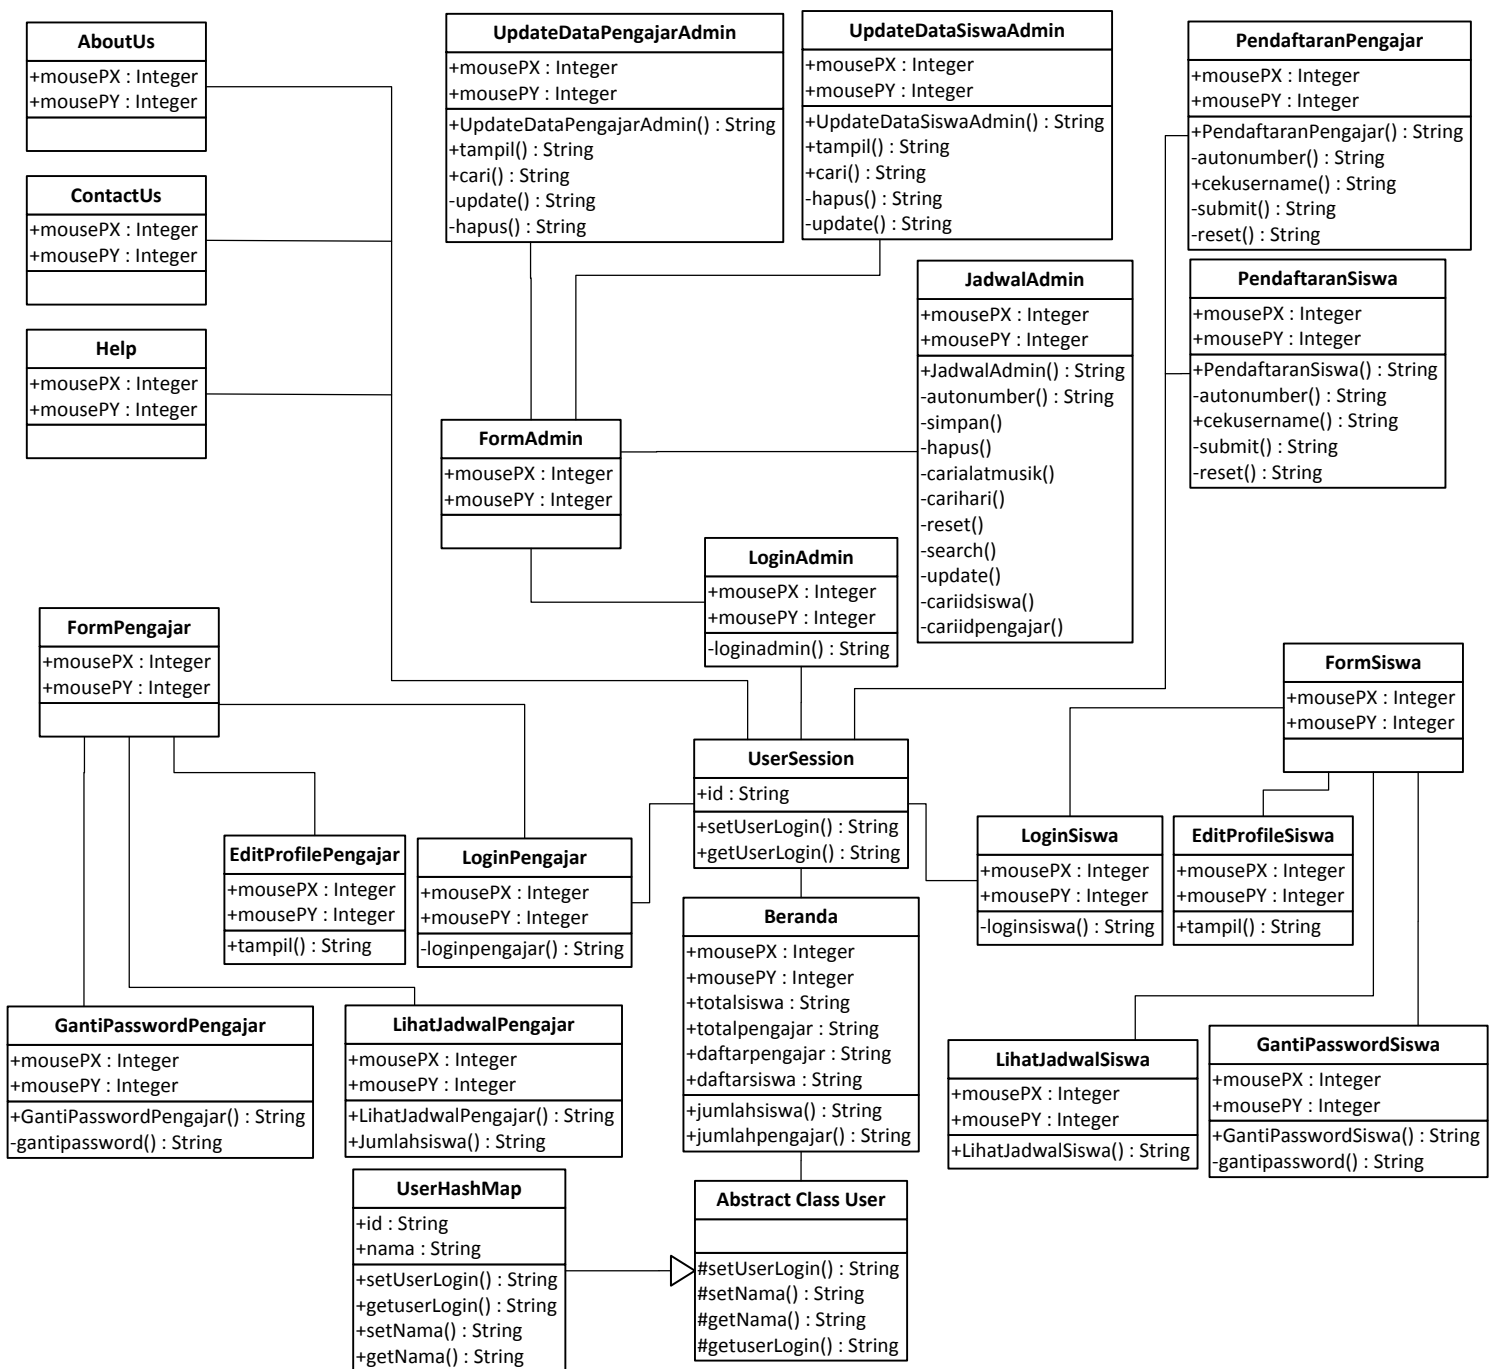 AboutUs
+mousePX : Integer
+mousePY : Integer
ContactUs
+mousePX : Integer
+mousePY : Integer
Help
+mousePX : Integer
+mousePY : Integer
UpdateDataPengajarAdmin
+mousePX : Integer
+mousePY : Integer
+UpdateDataPengajarAdmin() : String
+tampil() : String
+cari() : String
-update() : String
-hapus() : String
UpdateDataSiswaAdmin
+mousePX : Integer
+mousePY : Integer
+UpdateDataSiswaAdmin() : String
+tampil() : String
+cari() : String
-hapus() : String
-update() : String
PendaftaranPengajar
+mousePX : Integer
+mousePY : Integer
+PendaftaranPengajar() : String
-autonumber() : String
+cekusername() : String
-submit() : String
-reset() : String
PendaftaranSiswa
+mousePX : Integer
+mousePY : Integer
+PendaftaranSiswa() : String
-autonumber() : String
+cekusername() : String
-submit() : String
-reset() : String
JadwalAdmin
+mousePX : Integer
+mousePY : Integer
+JadwalAdmin() : String
-autonumber() : String
-simpan()
-hapus()
-carialatmusik()
-carihari()
-reset()
-search()
-update()
-cariidsiswa()
-cariidpengajar()
FormAdmin
+mousePX : Integer
+mousePY : Integer
LoginAdmin
+mousePX : Integer
+mousePY : Integer
-loginadmin() : String
FormPengajar
+mousePX : Integer
+mousePY : Integer
FormSiswa
+mousePX : Integer
+mousePY : Integer
UserSession
+id : String
+setUserLogin() : String
+getUserLogin() : String
EditProfilePengajar
+mousePX : Integer
+mousePY : Integer
+tampil() : String
LoginPengajar
+mousePX : Integer
+mousePY : Integer
-loginpengajar() : String
LoginSiswa
+mousePX : Integer
+mousePY : Integer
-loginsiswa() : String
EditProfileSiswa
+mousePX : Integer
+mousePY : Integer
+tampil() : String
Beranda
+mousePX : Integer
+mousePY : Integer
+totalsiswa : String
+totalpengajar : String
+daftarpengajar : String
+daftarsiswa : String
+jumlahsiswa() : String
+jumlahpengajar() : String
GantiPasswordPengajar
+mousePX : Integer
+mousePY : Integer
+GantiPasswordPengajar() : String
-gantipassword() : String
LihatJadwalPengajar
+mousePX : Integer
+mousePY : Integer
+LihatJadwalPengajar() : String
+Jumlahsiswa() : String
LihatJadwalSiswa
+mousePX : Integer
+mousePY : Integer
+LihatJadwalSiswa() : String
GantiPasswordSiswa
+mousePX : Integer
+mousePY : Integer
+GantiPasswordSiswa() : String
-gantipassword() : String
UserHashMap
+id : String
+nama : String
+setUserLogin() : String
+getuserLogin() : String
+setNama() : String
+getNama() : String
Abstract Class User
#setUserLogin() : String
#setNama() : String
#getNama() : String
#getuserLogin() : String